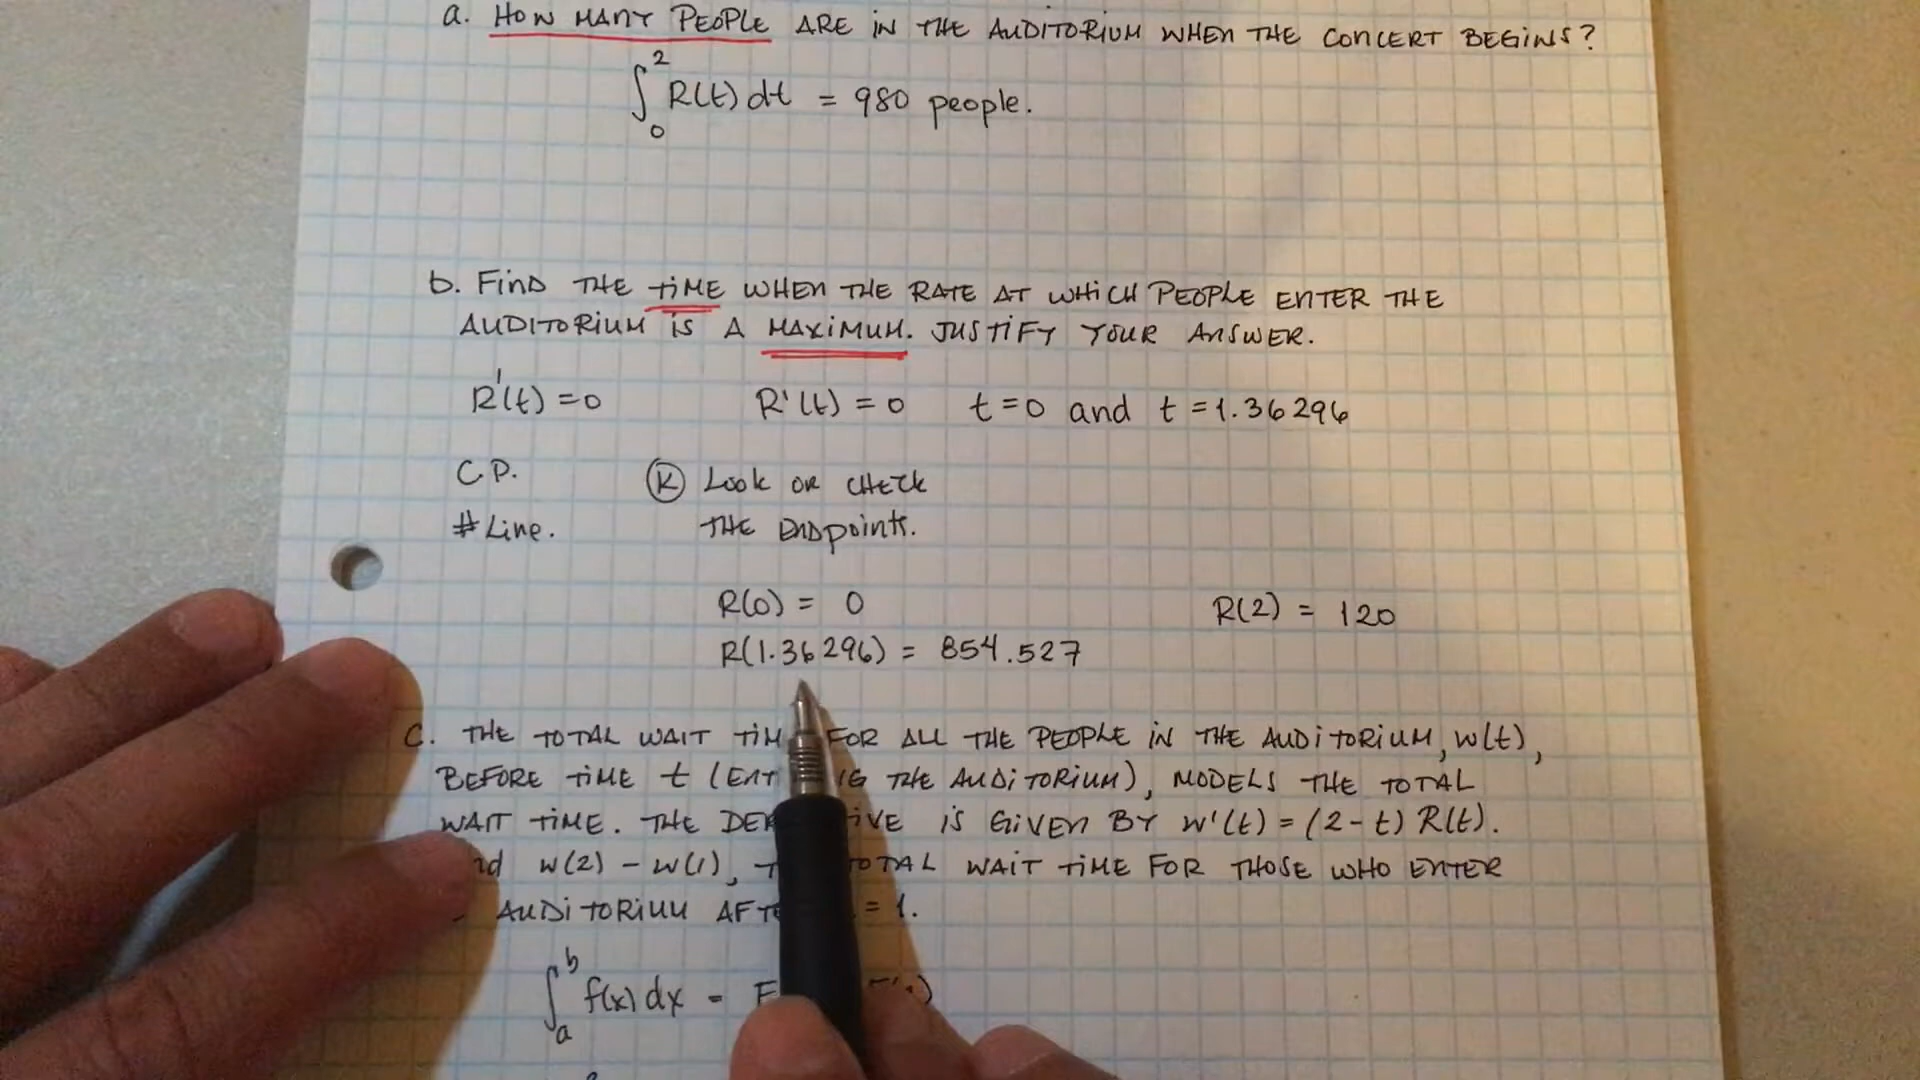 a. HOW MANY PEOPLE ARE IN THE AUDITORIUM WHEN THE CONCERT BEGINS?
∫₀² R(t) dt = 980 people.
b. FIND THE TIME WHEN THE RATE AT WHICH PEOPLE ENTER THE
AUDITORIUM IS A MAXIMUM. JUSTIFY YOUR ANSWER.
R'(t) = 0 R'(t) = 0 t = 0 and t = 1.36296
C.P. Ⓡ Look OR CHECK
# Line. THE ENDPOINTS.
R(0) = 0 R(2) = 120
R(1.36296) = 854.527
C. THE TOTAL WAIT FOR ALL THE PEOPLE IN THE AUDITORIUM, W(t),
BEFORE TIME t ( THE AUDITORIUM), MODELS THE TOTAL
WAIT TIME. THE IS GIVEN BY W'(t) = (2-t) R(t).
W(2) - W(1), WAIT TIME FOR THOSE WHO ENTER
AUDITORIUM = 1.
∫ₐᵇ f(x) dx =